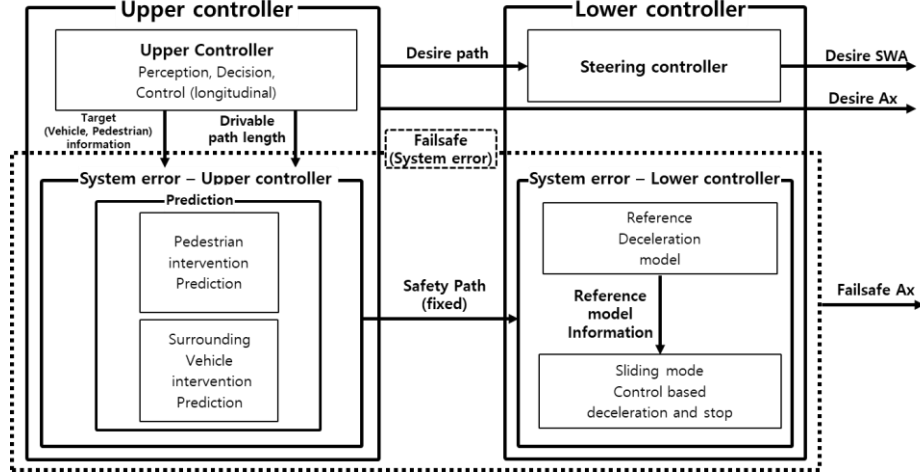 Upper controller
Lower controller
Upper Controller
Perception, Decision,
Control (longitudinal)
Desire path
Steering controller
Desire SWA
Desire Ax
Target
(Vehicle, Pedestrian)
information
Drivable
path length
Failsafe
(System error)
System error – Upper controller
Prediction
Pedestrian
intervention
Prediction
Surrounding
Vehicle
intervention
Prediction
Safety Path
(fixed)
System error – Lower controller
Reference
Deceleration
model
Reference
model
Information
Sliding mode
Control based
deceleration and stop
Failsafe Ax